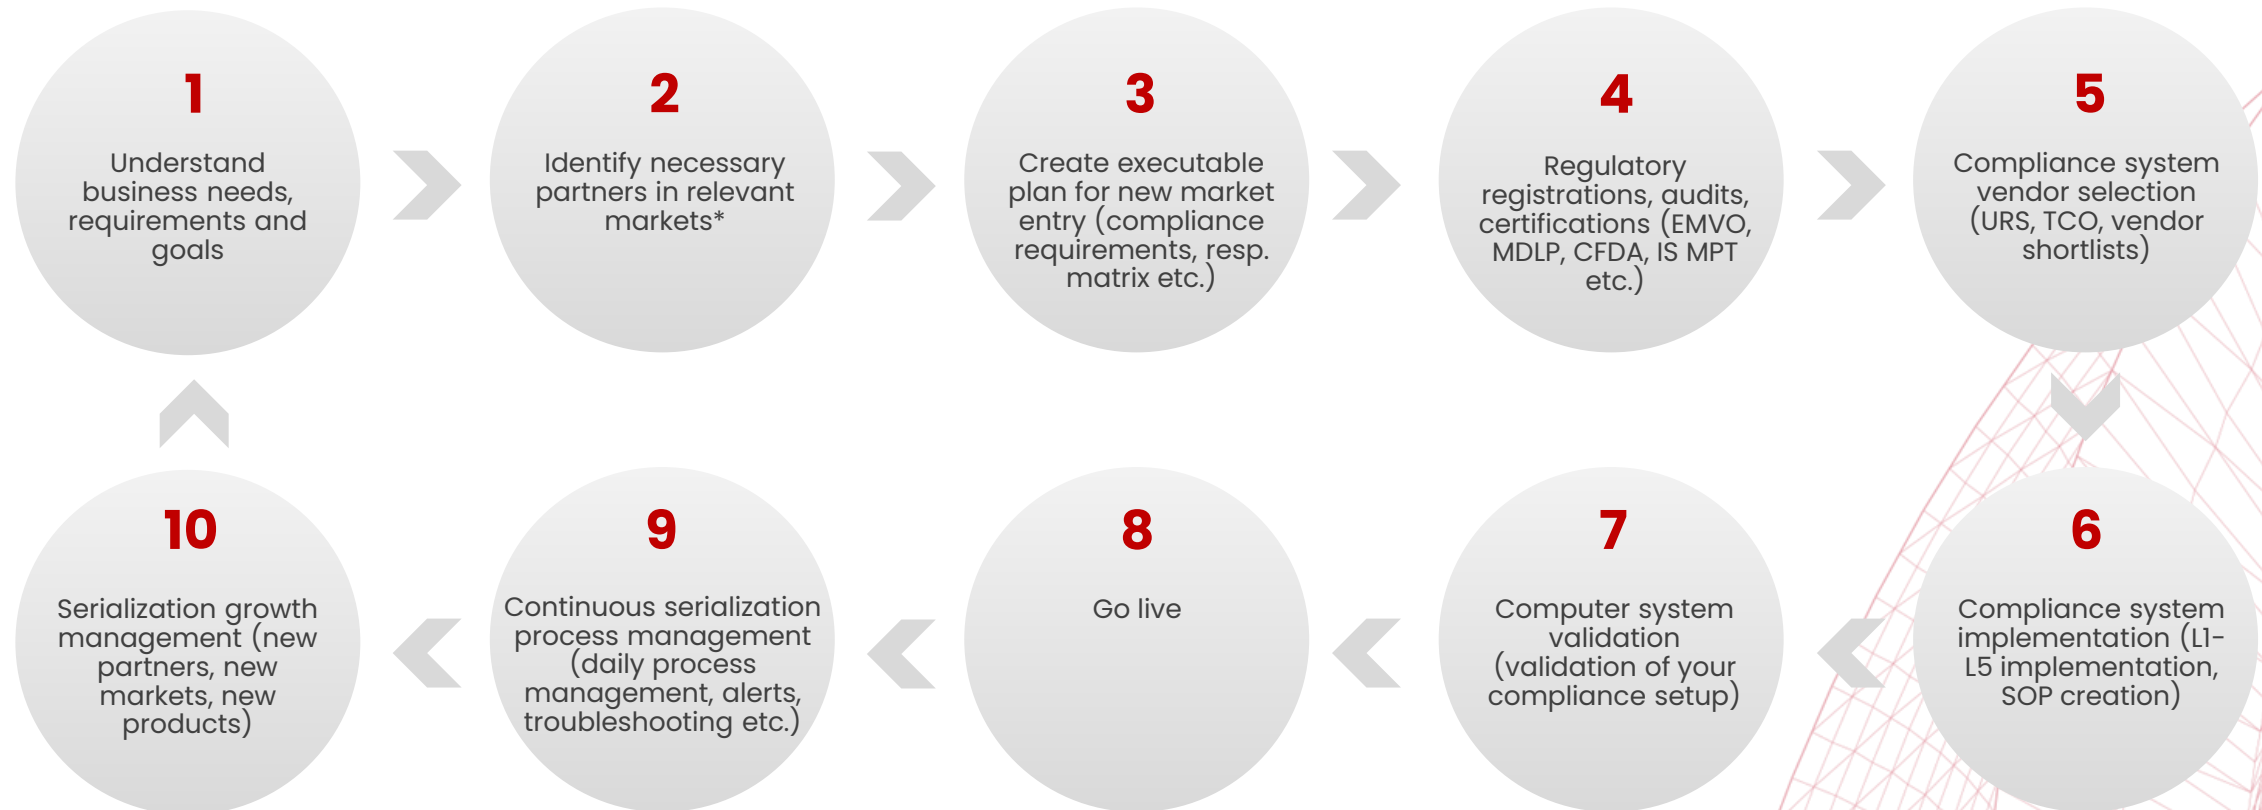 1
Understand
business needs,
requirements and
goals
2
Identify necessary
partners in relevant
markets*
3
Create executable
plan for new market
entry (compliance
requirements, resp.
matrix etc.)
4
Regulatory
registrations, audits,
certifications (EMVO,
MDLP, CFDA, IS MPT
etc.)
5
Compliance system
vendor selection
(URS, TCO, vendor
shortlists)
6
Compliance system
implementation (L1-
L5 implementation,
SOP creation)
7
Computer system
validation
(validation of your
compliance setup)
8
Go live
9
Continuous serialization
process management
(daily process
management, alerts,
troubleshooting etc.)
10
Serialization growth
management (new
partners, new
markets, new
products)